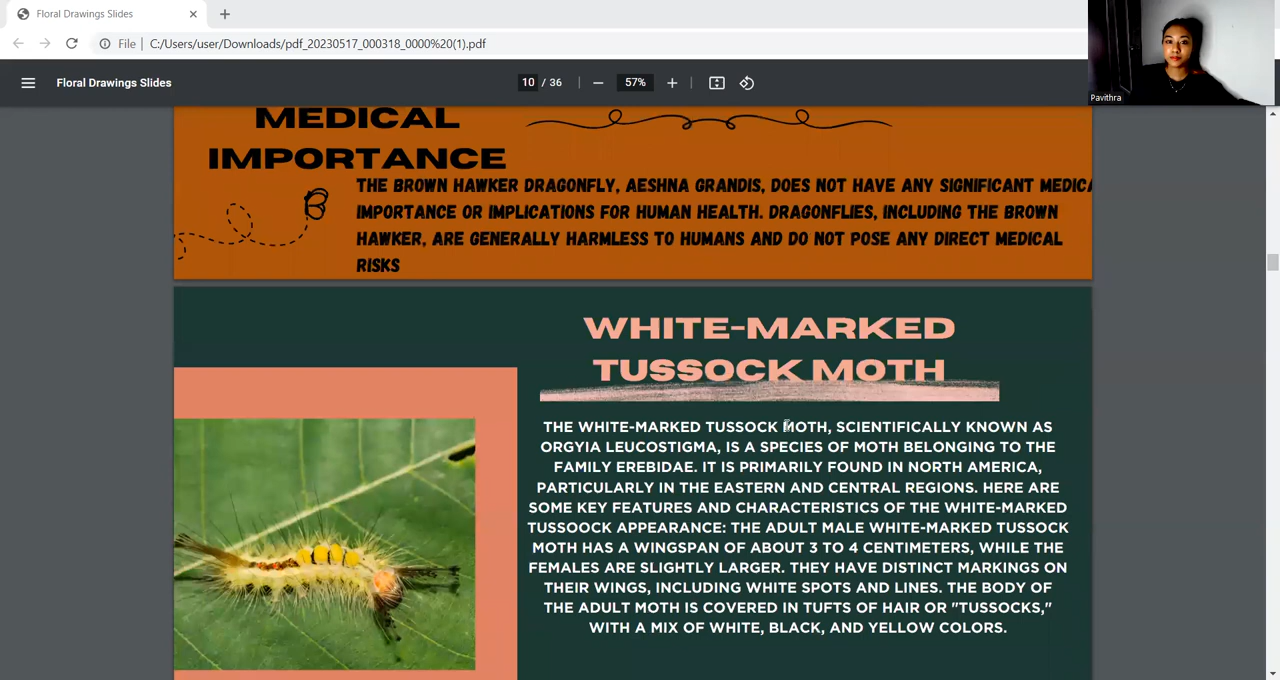 Floral Drawings Slides
File
C:/Users/user/Downloads/pdf_20230517_000318_0000%20(1).pdf
Floral Drawings Slides
10 / 36
57%
Pavithra
MEDICAL
IMPORTANCE
THE BROWN HAWKER DRAGONFLY, AESHNA GRANDIS, DOES NOT HAVE ANY SIGNIFICANT MEDICA
IMPORTANCE OR IMPLICATIONS FOR HUMAN HEALTH. DRAGONFLIES, INCLUDING THE BROWN
HAWKER, ARE GENERALLY HARMLESS TO HUMANS AND DO NOT POSE ANY DIRECT MEDICAL
RISKS
WHITE-MARKED
TUSSOCK MOTH
THE WHITE-MARKED TUSSOCK MOTH, SCIENTIFICALLY KNOWN AS
ORGYIA LEUCOSTIGMA, IS A SPECIES OF MOTH BELONGING TO THE
FAMILY EREBIDAE. IT IS PRIMARILY FOUND IN NORTH AMERICA,
PARTICULARLY IN THE EASTERN AND CENTRAL REGIONS. HERE ARE
SOME KEY FEATURES AND CHARACTERISTICS OF THE WHITE-MARKED
TUSSOOCK APPEARANCE: THE ADULT MALE WHITE-MARKED TUSSOCK
MOTH HAS A WINGSPAN OF ABOUT 3 TO 4 CENTIMETERS, WHILE THE
FEMALES ARE SLIGHTLY LARGER. THEY HAVE DISTINCT MARKINGS ON
THEIR WINGS, INCLUDING WHITE SPOTS AND LINES. THE BODY OF
THE ADULT MOTH IS COVERED IN TUFTS OF HAIR OR "TUSSOCKS,"
WITH A MIX OF WHITE, BLACK, AND YELLOW COLORS.